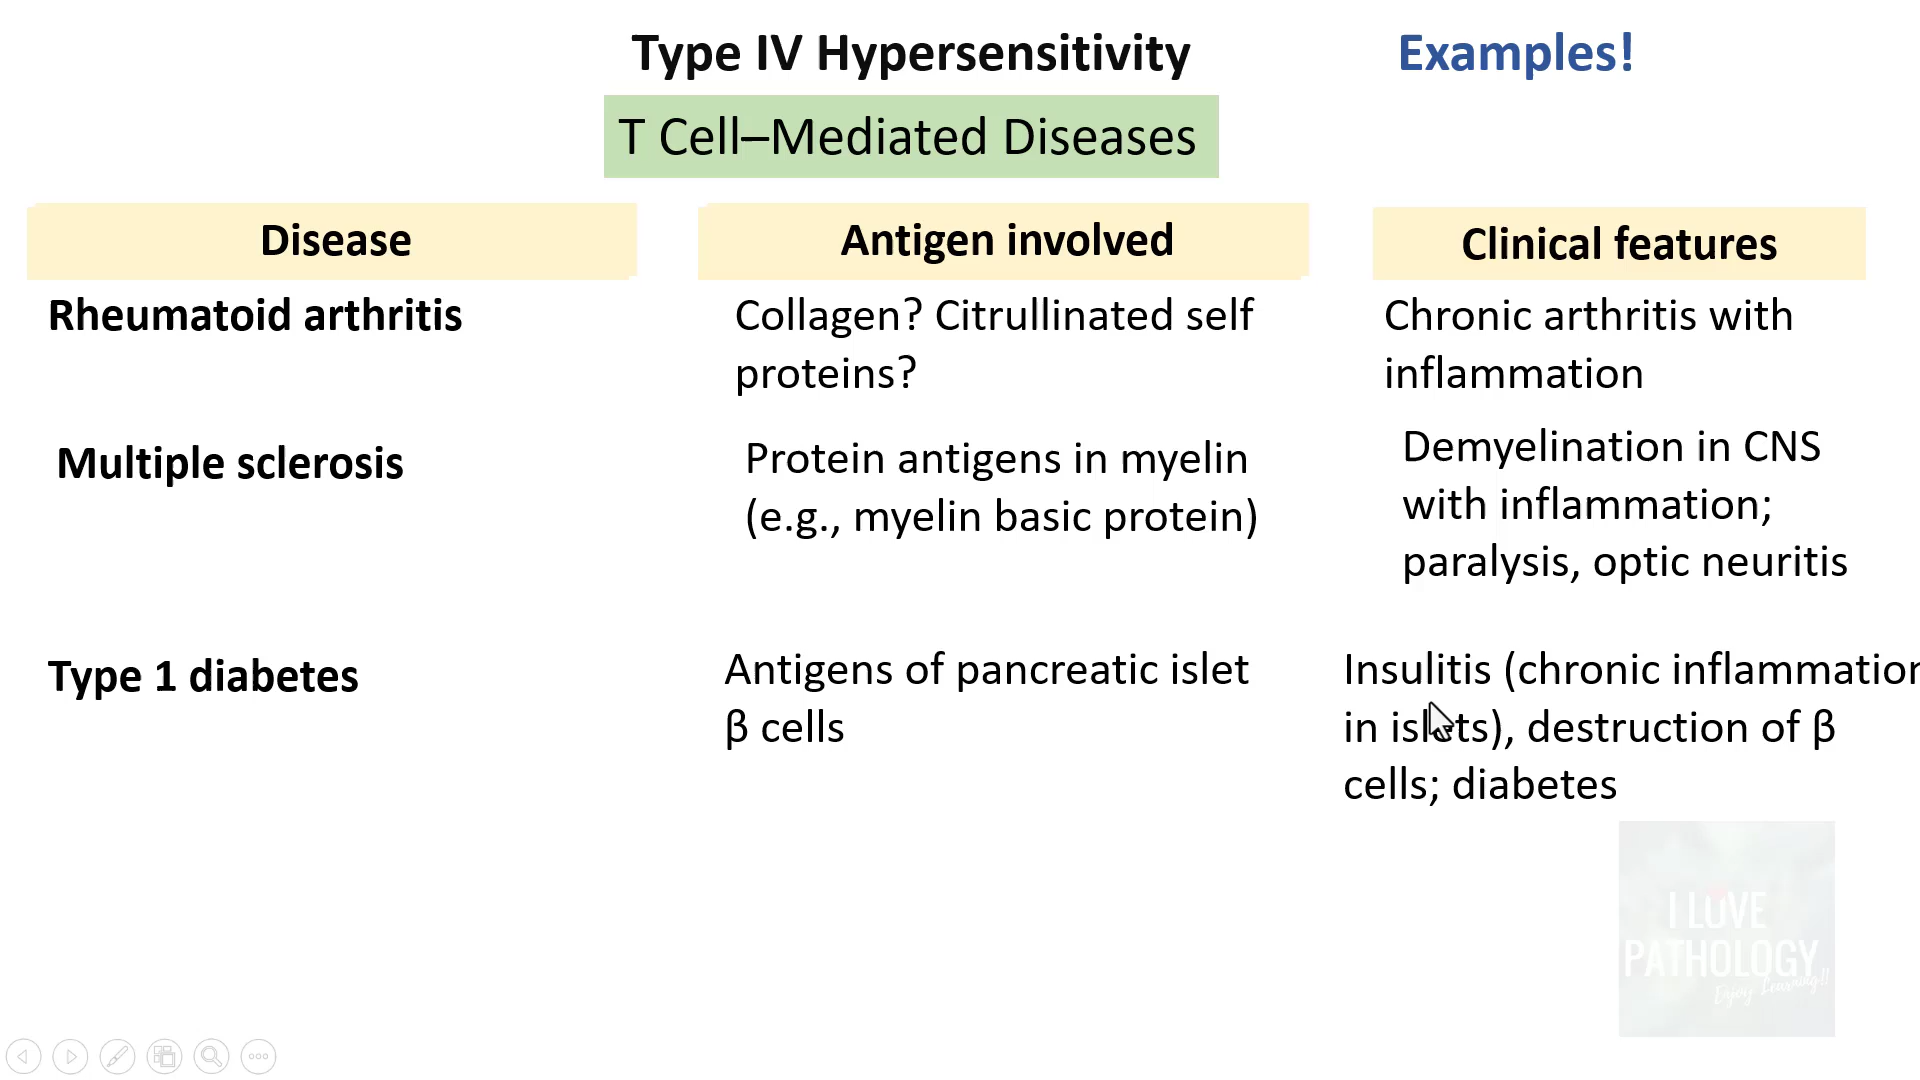 Type IV Hypersensitivity
Examples!
T Cell–Mediated Diseases
Disease
Antigen involved
Clinical features
Rheumatoid arthritis
Collagen? Citrullinated self
proteins?
Chronic arthritis with
inflammation
Multiple sclerosis
Protein antigens in myelin
(e.g., myelin basic protein)
Demyelination in CNS
with inflammation;
paralysis, optic neuritis
Type 1 diabetes
Antigens of pancreatic islet
β cells
Insulitis (chronic inflammation
in islets), destruction of β
cells; diabetes
I LOVE
PATHOLOGY
Enjoy Learning!!